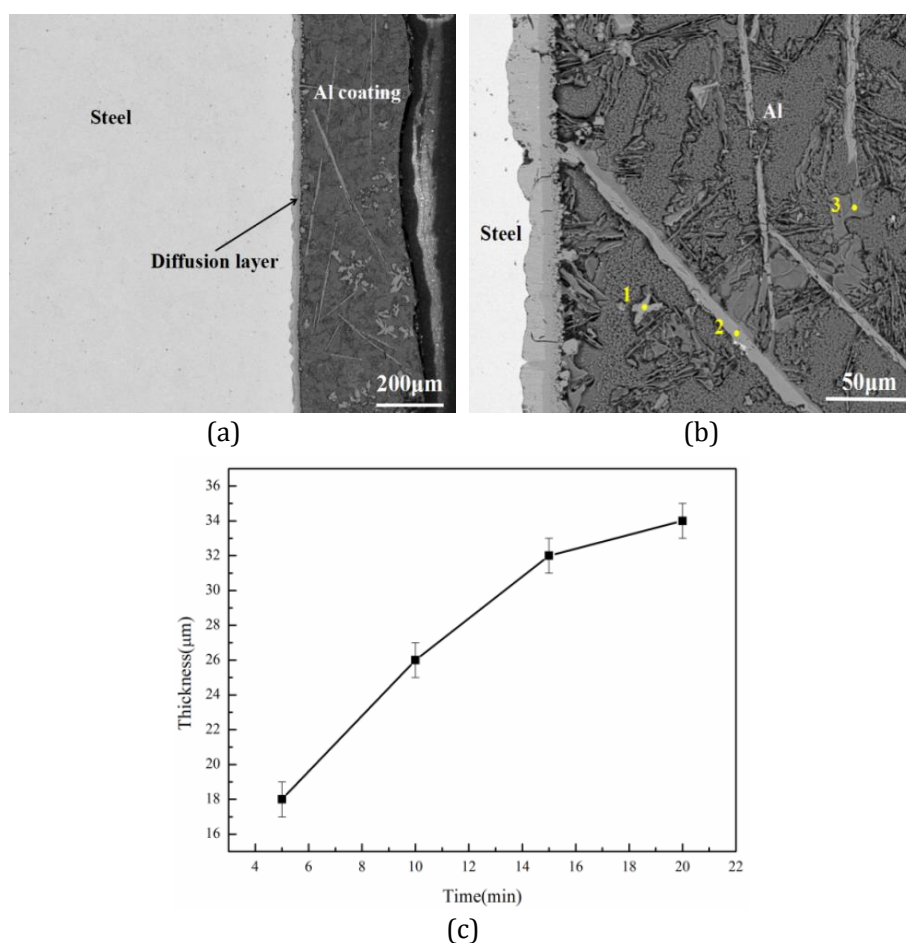 Steel
Al coating
Diffusion layer
200μm
(a)
Al
3
Steel
1
2
50μm
(b)
36
34
32
30
28
26
24
22
20
18
16
Thickness(μm)
4 6 8 10 12 14 16 18 20 22
Time(min)
(c)